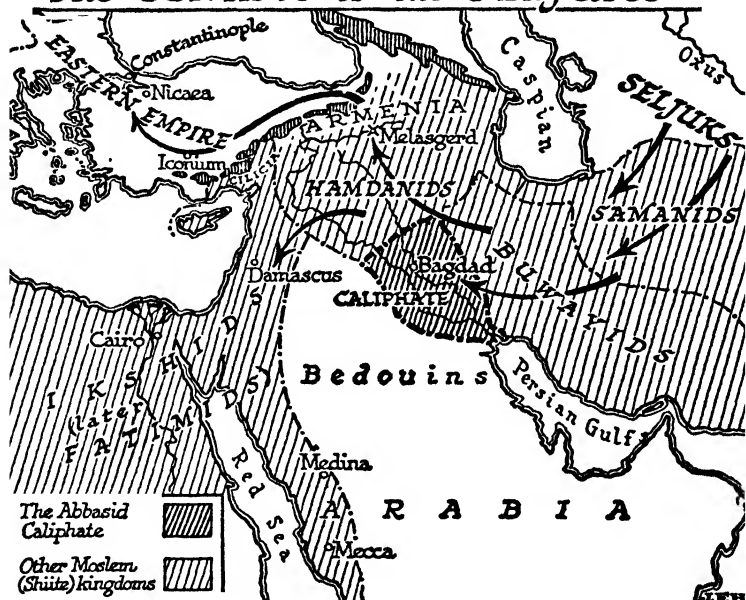 Constantinople
Caspian
Oxus
EASTERN EMPIRE
Nicaea
SELJUKS
ARMENIA
Melasgerd
Iconium
CILICIA
HAMDANIDS
SAMANIDS
Bagdad
BUWAYIDS
Damascus
CALIPHATE
Cairo
IKSHIDS
(later
FATIMIDS)
Bedouins
Persian Gulf
Red Sea
Medina
ARABIA
Mecca
The Abbasid
Caliphate
Other Moslem
(Shiite) kingdoms